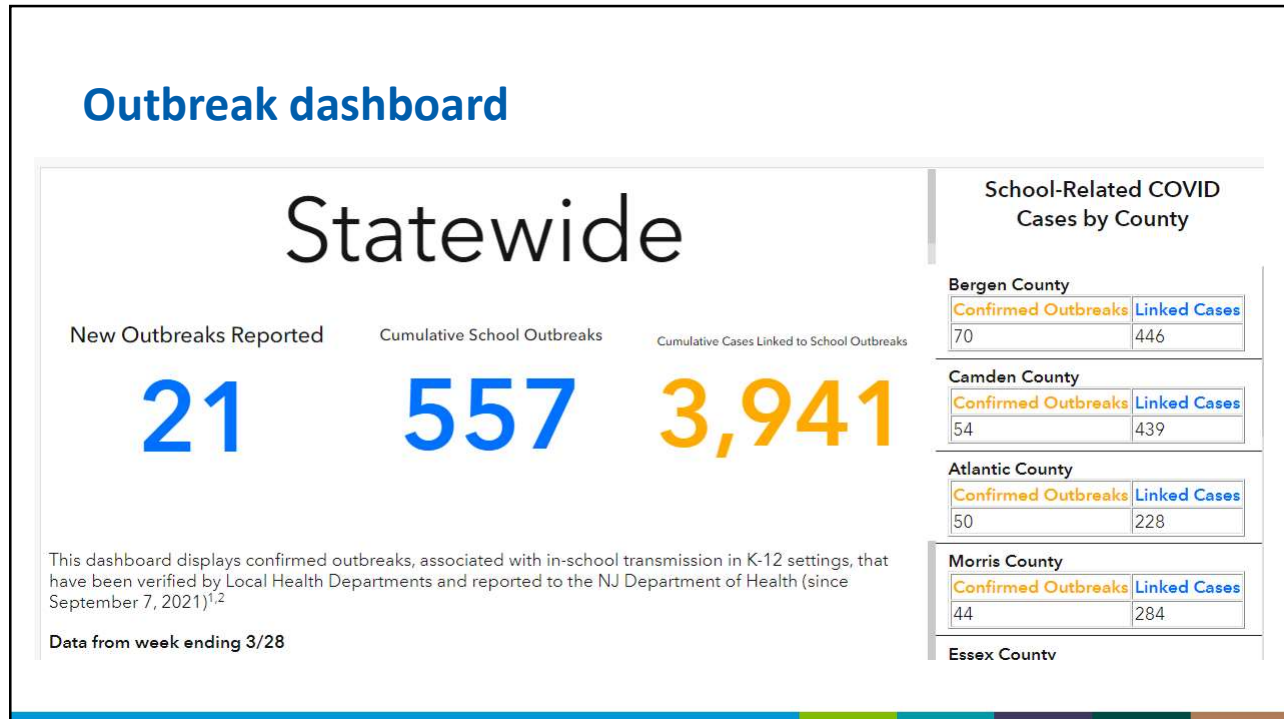 Outbreak dashboard
Statewide
New Outbreaks Reported
21
Cumulative School Outbreaks
557
Cumulative Cases Linked to School Outbreaks
3,941
This dashboard displays confirmed outbreaks, associated with in-school transmission in K-12 settings, that
have been verified by Local Health Departments and reported to the NJ Department of Health (since
September 7, 2021)1,2
Data from week ending 3/28
School-Related COVID
Cases by County
Bergen County
Confirmed Outbreaks Linked Cases
70 446
Camden County
Confirmed Outbreaks Linked Cases
54 439
Atlantic County
Confirmed Outbreaks Linked Cases
50 228
Morris County
Confirmed Outbreaks Linked Cases
44 284
Essex County